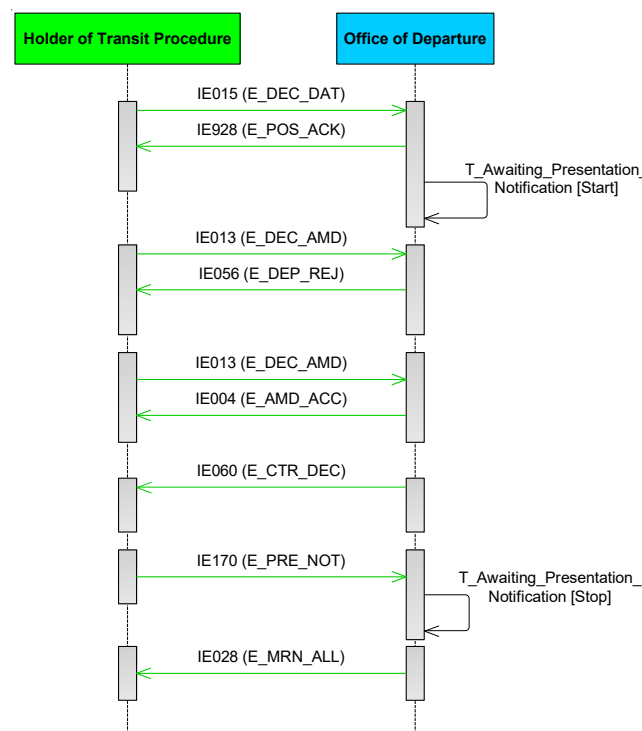 Holder of Transit Procedure
Office of Departure
IE015 (E_DEC_DAT)
IE928 (E_POS_ACK)
T_Awaiting_Presentation_
Notification [Start]
IE013 (E_DEC_AMD)
IE056 (E_DEP_REJ)
IE013 (E_DEC_AMD)
IE004 (E_AMD_ACC)
IE060 (E_CTR_DEC)
IE170 (E_PRE_NOT)
T_Awaiting_Presentation_
Notification [Stop]
IE028 (E_MRN_ALL)